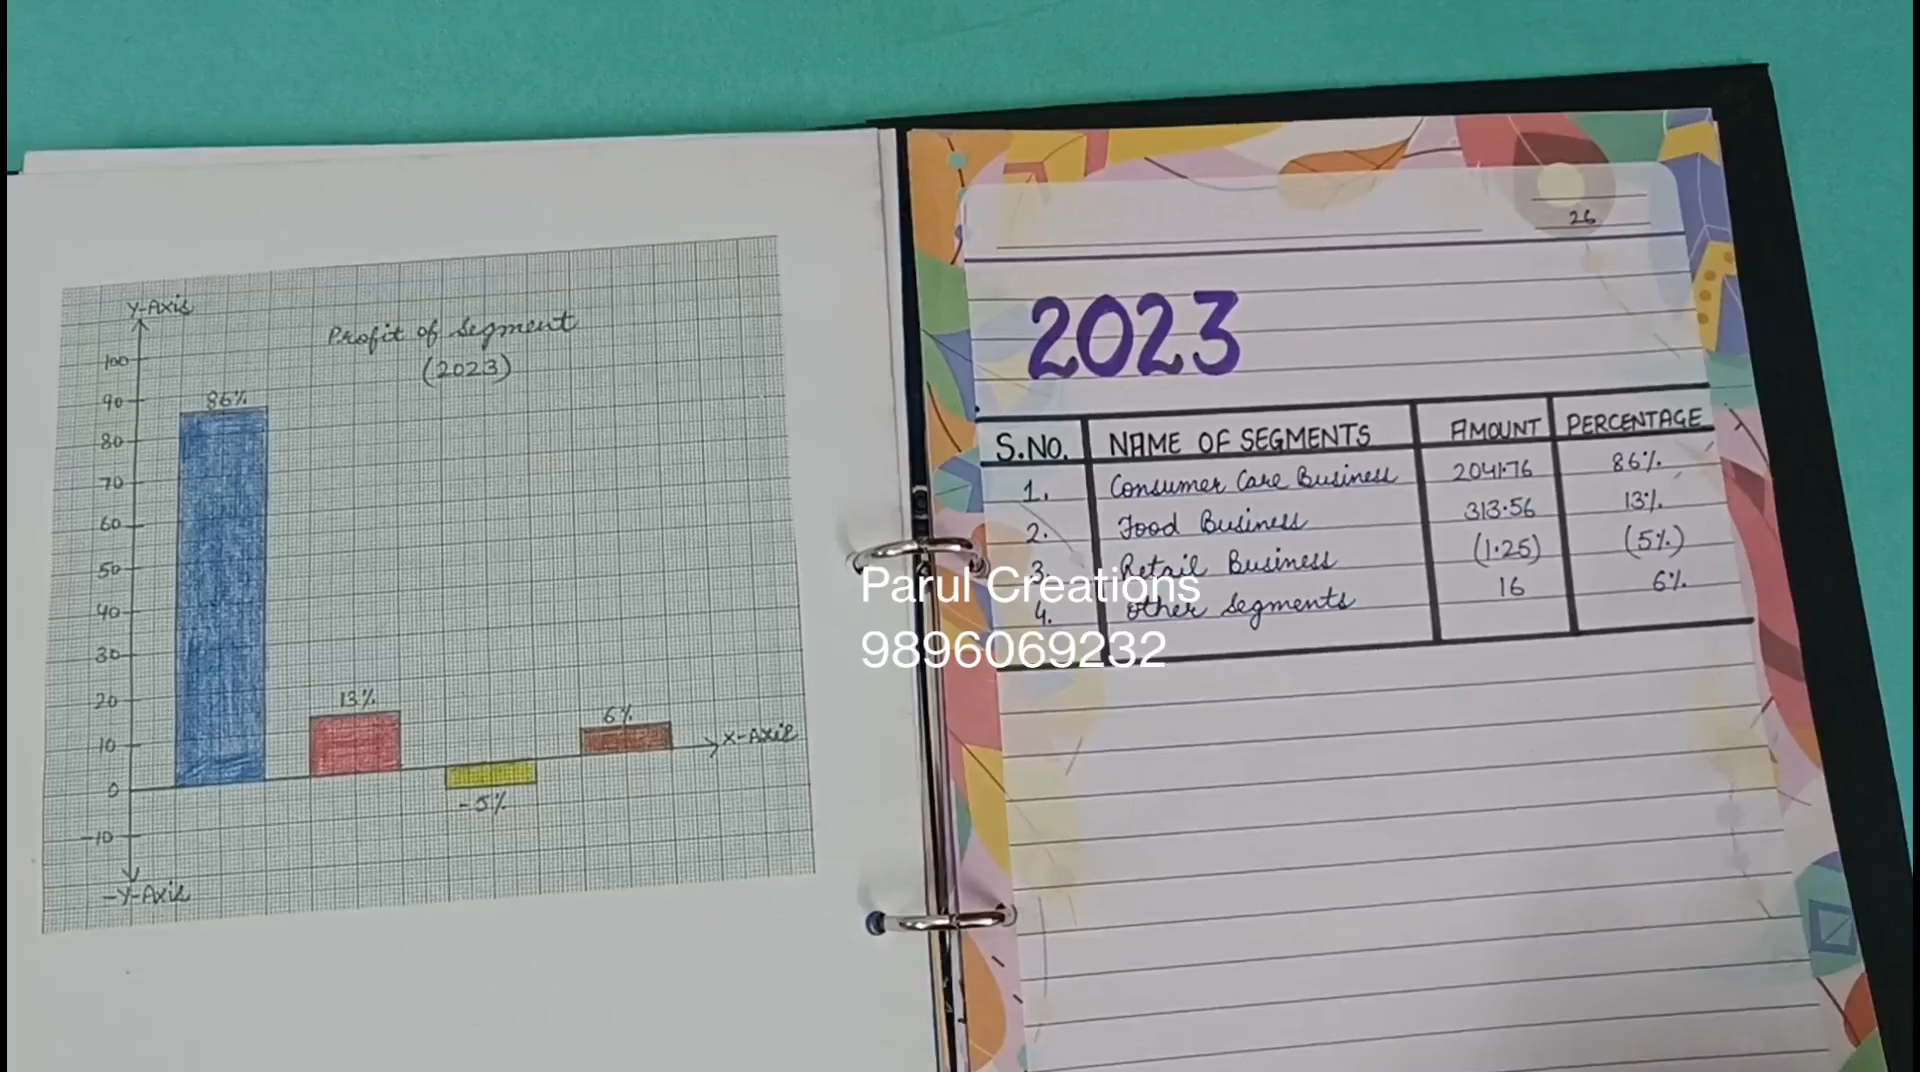 Y-Axis
Profit of Segment
(2023)
100
90
86%
80
70
60
50
40
30
20
13%
6%
10
X-Axis
0
-5%
-10
-Y-Axis
26
2023
S.NO. NAME OF SEGMENTS AMOUNT PERCENTAGE
1. Consumer Care Business 2041.76 86%.
2. Food Business 313.56 13%.
3. Retail Business (1.25) (5%.)
4. Other Segments 16 6%.
Parul Creations
9896069232